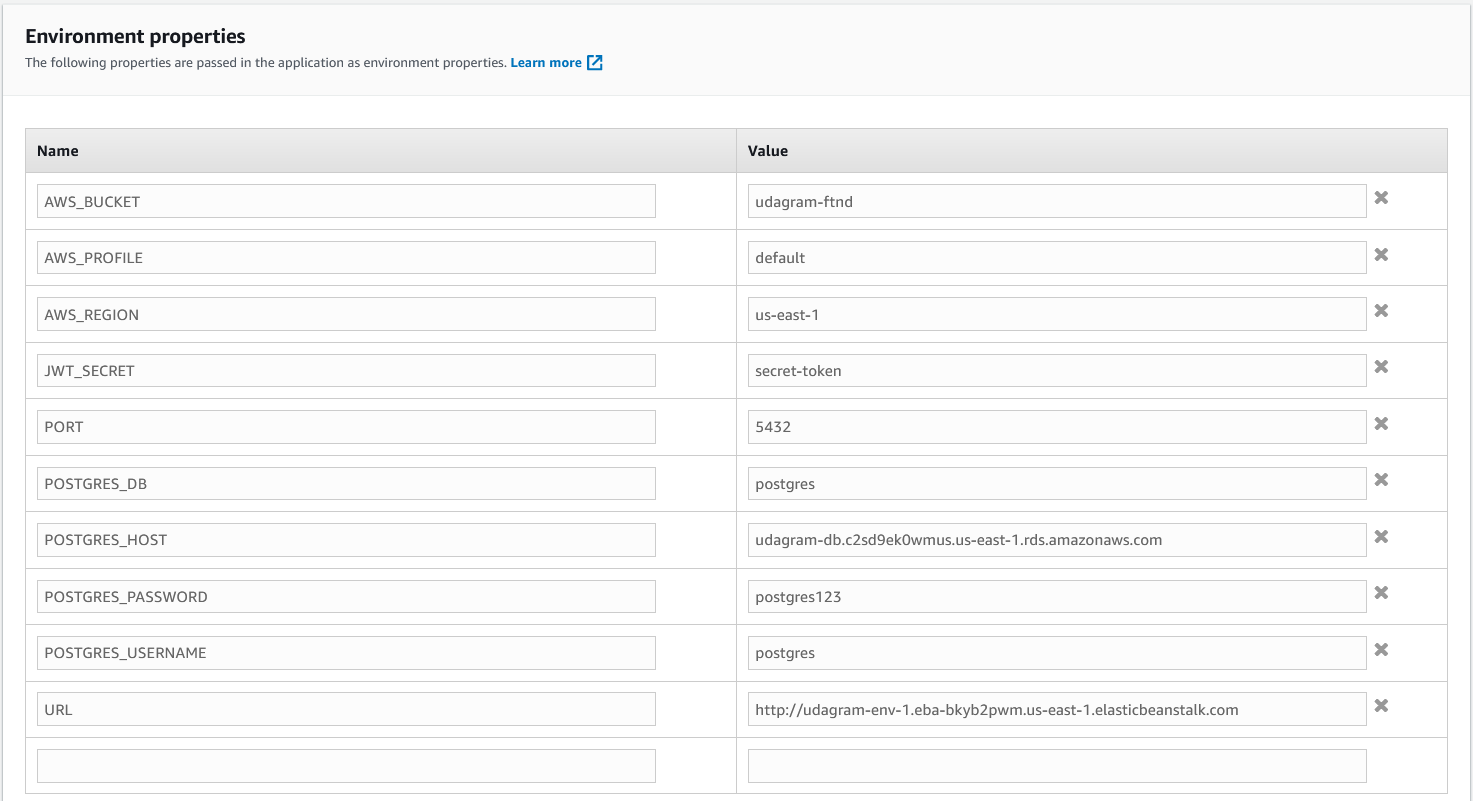 Environment properties
The following properties are passed in the application as environment properties. Learn more
Name Value
AWS_BUCKET udagram-ftnd
AWS_PROFILE default
AWS_REGION us-east-1
JWT_SECRET secret-token
PORT 5432
POSTGRES_DB postgres
POSTGRES_HOST udagram-db.c2sd9ek0wmus.us-east-1.rds.amazonaws.com
POSTGRES_PASSWORD postgres123
POSTGRES_USERNAME postgres
URL http://udagram-env-1.eba-bkyb2pwm.us-east-1.elasticbeanstalk.com